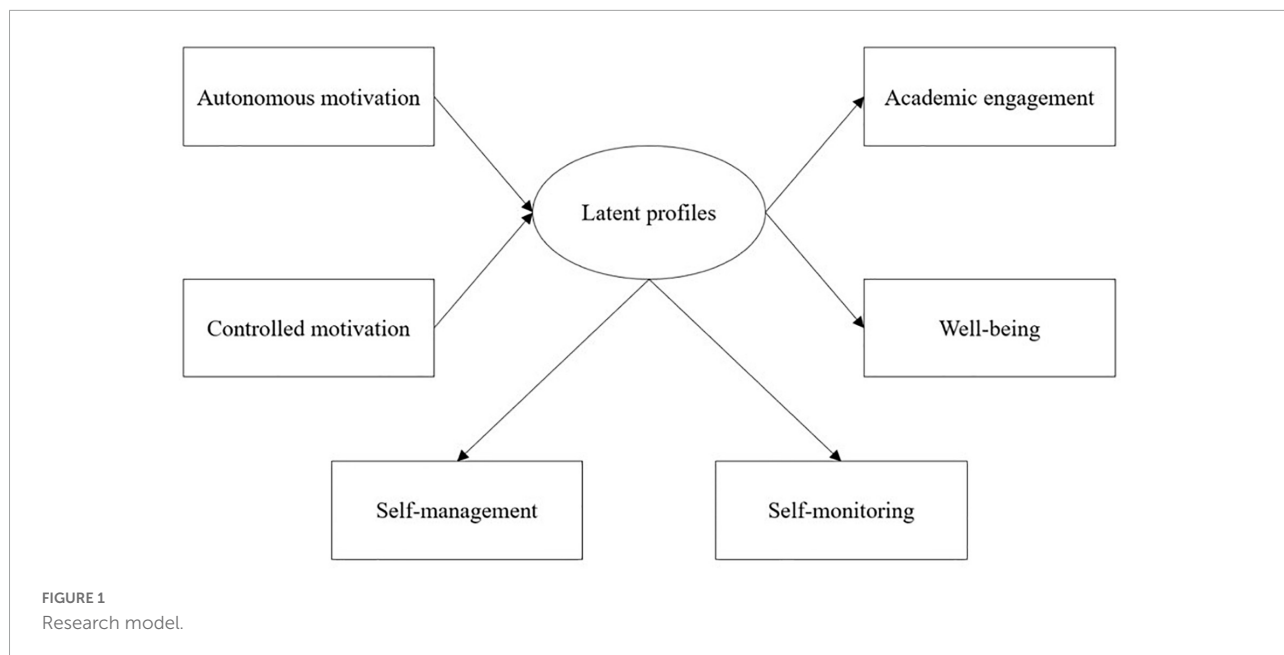 Autonomous motivation
Academic engagement
Latent profiles
Controlled motivation
Well-being
Self-management
Self-monitoring
FIGURE 1
Research model.